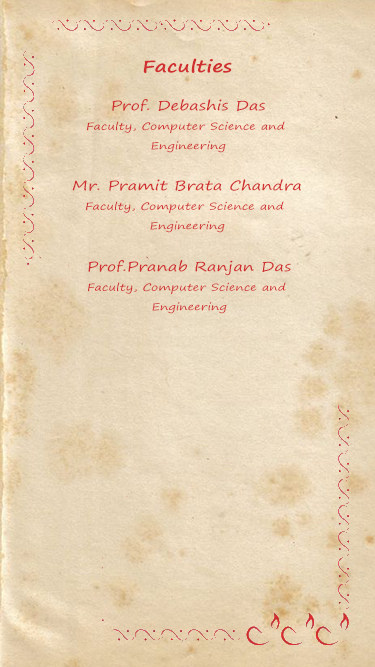 Faculties
Prof. Debashis Das
Faculty, Computer Science and
Engineering
Mr. Pramit Brata Chandra
Faculty, Computer Science and
Engineering
Prof.Pranab Ranjan Das
Faculty, Computer Science and
Engineering